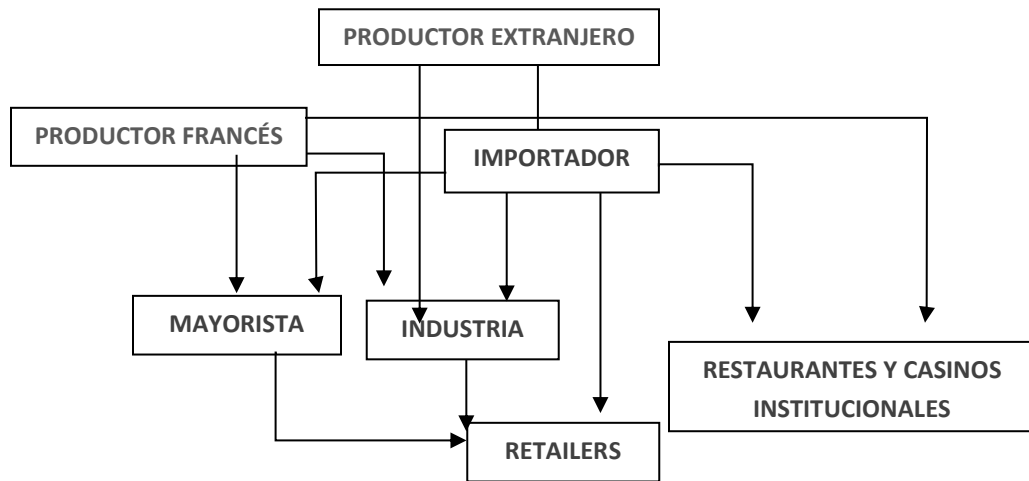 PRODUCTOR EXTRANJERO
PRODUCTOR FRANCÉS
IMPORTADOR
MAYORISTA
INDUSTRIA
RESTAURANTES Y CASINOS
INSTITUCIONALES
RETAILERS